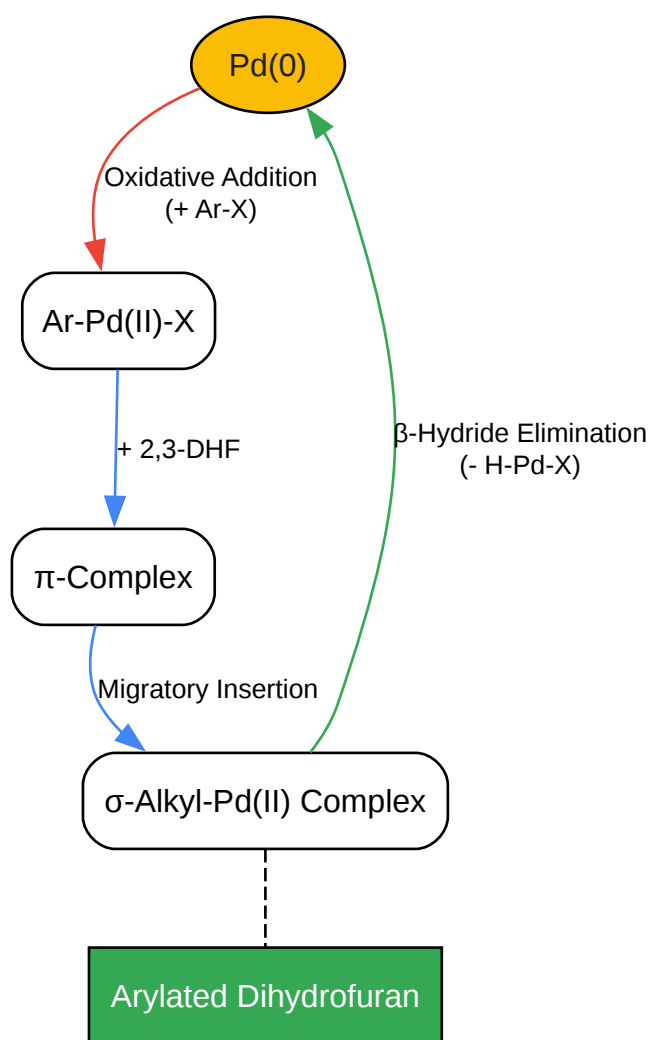 Pd(0)
Oxidative Addition
(+ Ar-X)
Ar-Pd(II)-X
+ 2,3-DHF
β-Hydride Elimination
(- H-Pd-X)
π-Complex
Migratory Insertion
σ-Alkyl-Pd(II) Complex
Arylated Dihydrofuran